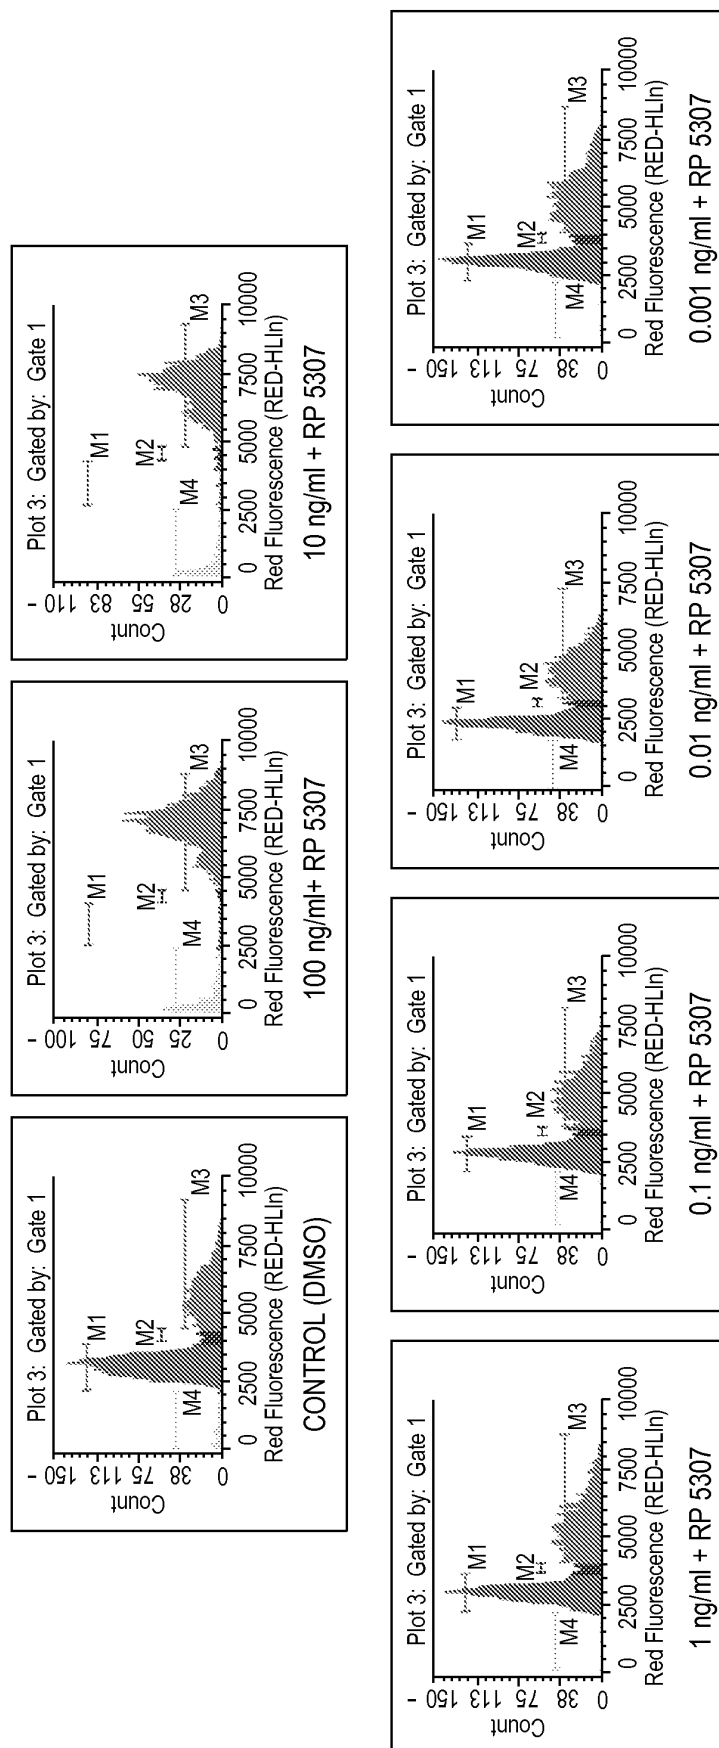 Plot 3: Gated by: Gate 1
150
113
75
38
0
Count
M1
M2
M3
M4
0 2500 5000 7500 10000
Red Fluorescence (RED-HLln)
CONTROL (DMSO)
Plot 3: Gated by: Gate 1
100
75
50
25
0
Count
M1
M2
M3
M4
0 2500 5000 7500 10000
Red Fluorescence (RED-HLln)
100 ng/ml+ RP 5307
Plot 3: Gated by: Gate 1
110
83
55
28
0
Count
M1
M2
M3
M4
0 2500 5000 7500 10000
Red Fluorescence (RED-HLln)
10 ng/ml + RP 5307
Plot 3: Gated by: Gate 1
150
113
75
38
0
Count
M1
M2
M3
M4
0 2500 5000 7500 10000
Red Fluorescence (RED-HLln)
1 ng/ml + RP 5307
Plot 3: Gated by: Gate 1
150
113
75
38
0
Count
M1
M2
M3
M4
0 2500 5000 7500 10000
Red Fluorescence (RED-HLln)
0.1 ng/ml + RP 5307
Plot 3: Gated by: Gate 1
150
113
75
38
0
Count
M1
M2
M3
M4
0 2500 5000 7500 10000
Red Fluorescence (RED-HLln)
0.01 ng/ml + RP 5307
Plot 3: Gated by: Gate 1
150
113
75
38
0
Count
M1
M2
M3
M4
0 2500 5000 7500 10000
Red Fluorescence (RED-HLln)
0.001 ng/ml + RP 5307